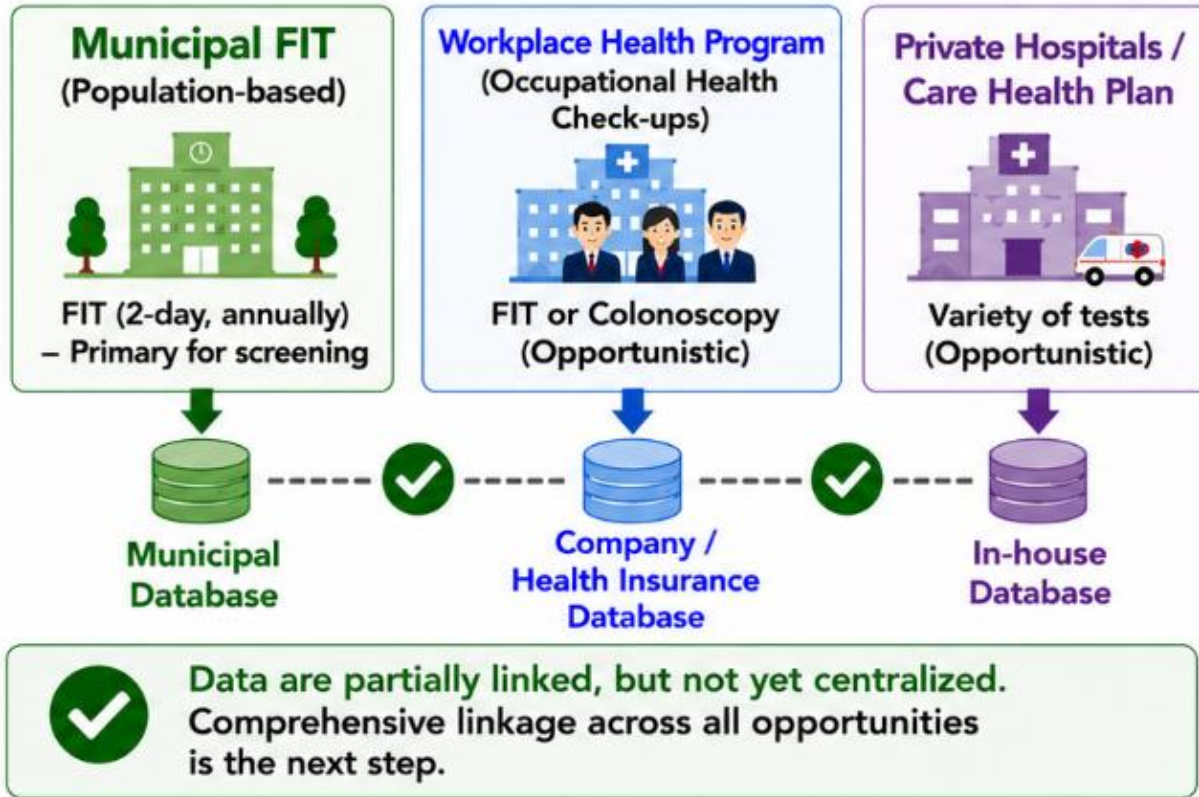 Municipal FIT
(Population-based)
FIT (2-day, annually)
– Primary for screening
Workplace Health Program
(Occupational Health
Check-ups)
FIT or Colonoscopy
(Opportunistic)
Private Hospitals /
Care Health Plan
Variety of tests
(Opportunistic)
Municipal
Database
Company /
Health Insurance
Database
In-house
Database
Data are partially linked, but not yet centralized.
Comprehensive linkage across all opportunities
is the next step.